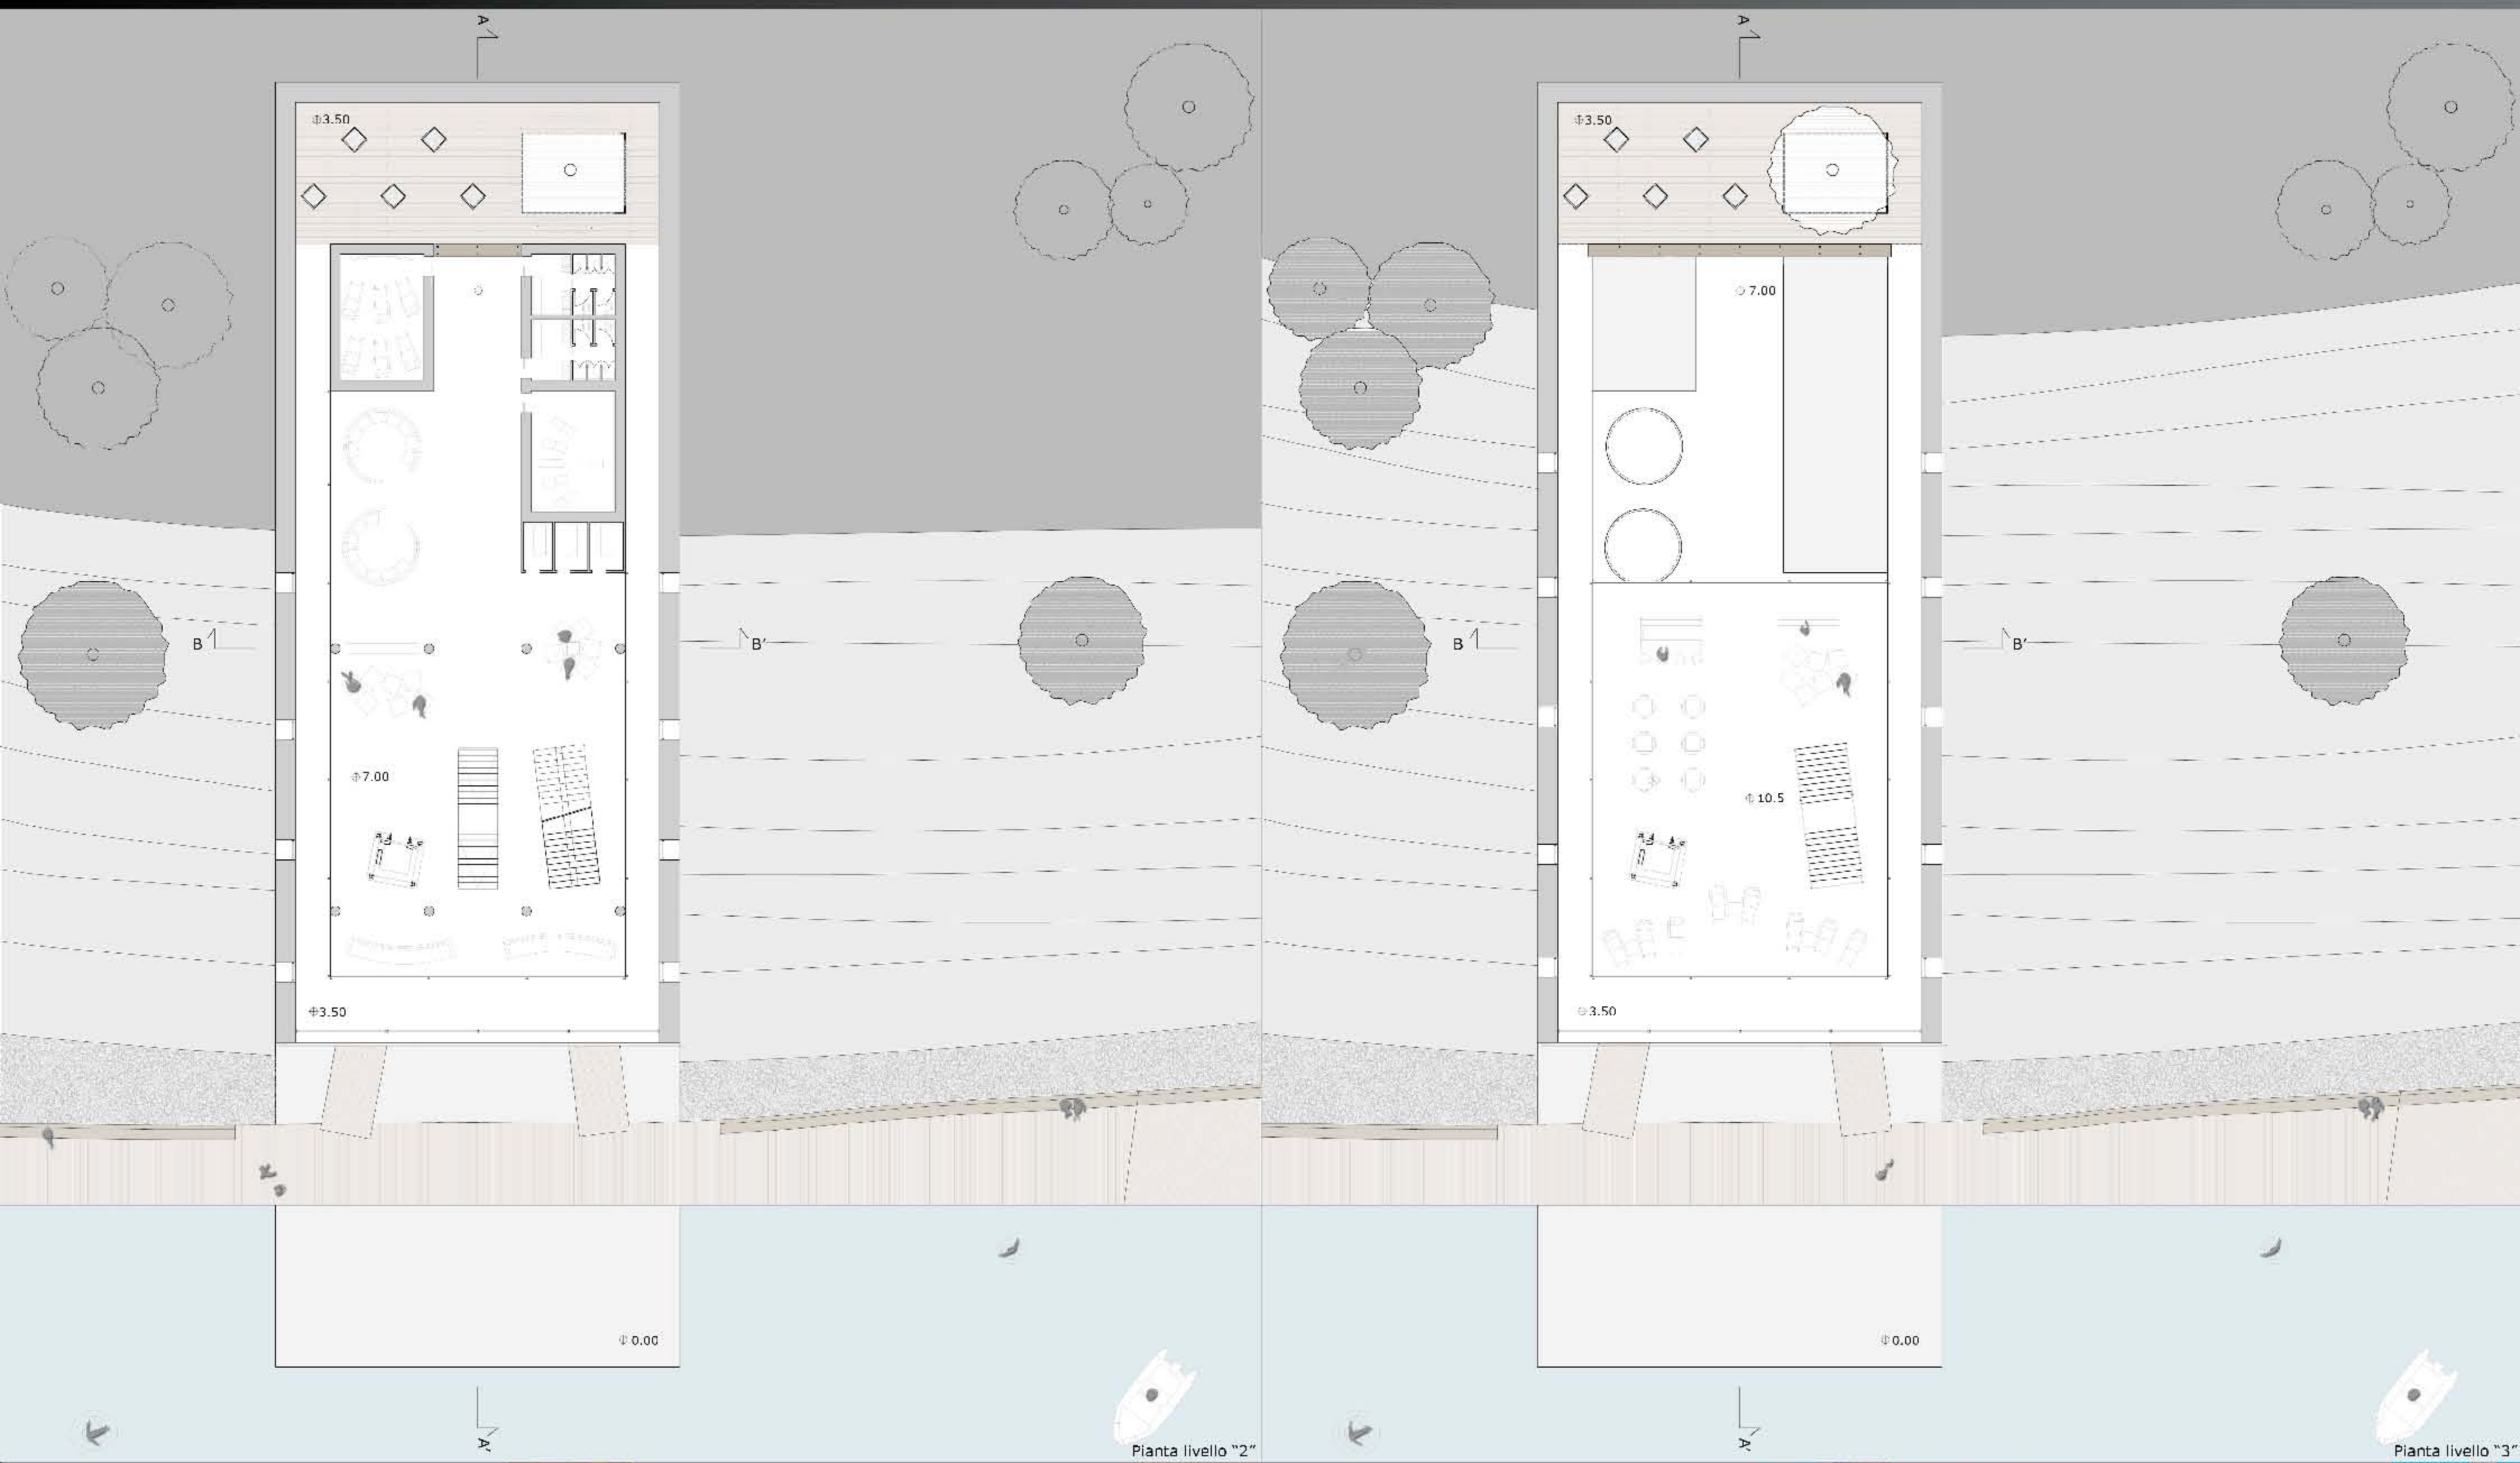 A
⌽3.50
B
B'
⌽7.00
⌽3.50
⌽0.00
A'
Pianta livello "2"
A
⌽3.50
7.00
B
B'
⌽10.5
3.50
⌽0.00
A'
Pianta livello "3"